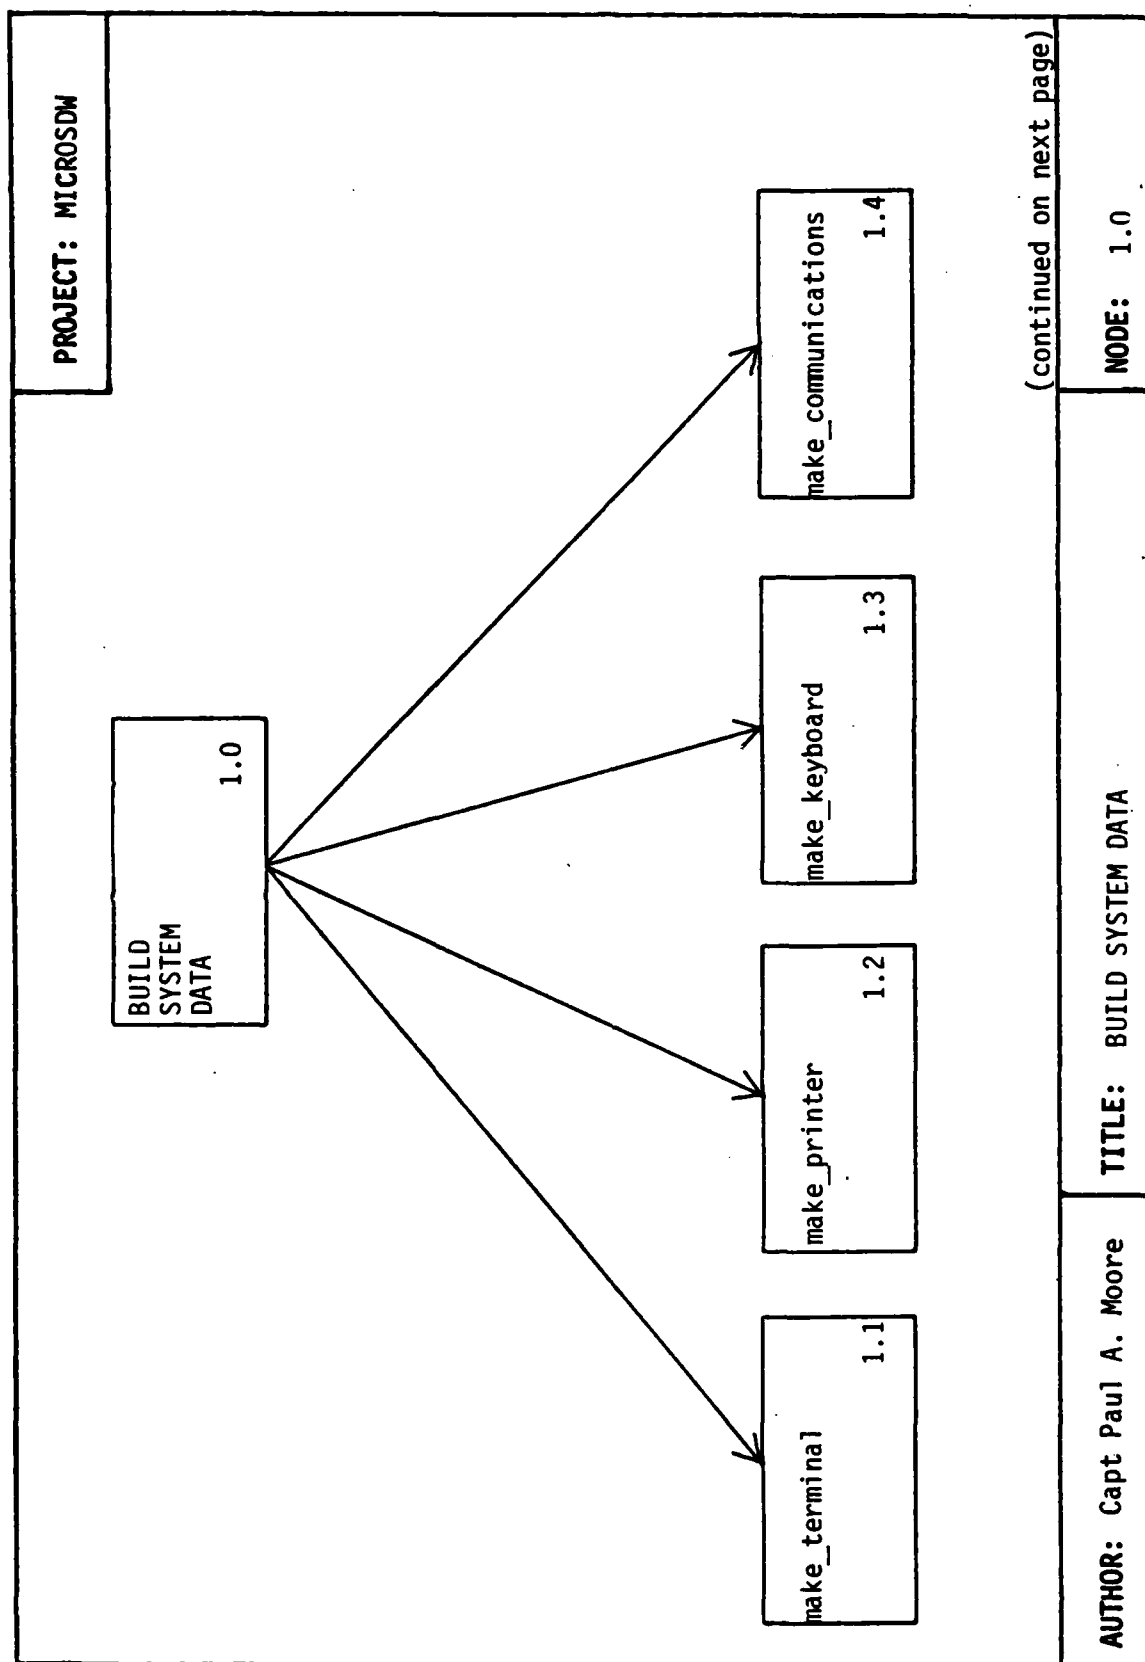 PROJECT: MICROSDW
BUILD
SYSTEM
DATA
1.0
make_terminal
1.1
make_printer
1.2
make_keyboard
1.3
make_communications
1.4
(continued on next page)
AUTHOR: Capt Paul A. Moore
TITLE: BUILD SYSTEM DATA
NODE: 1.0